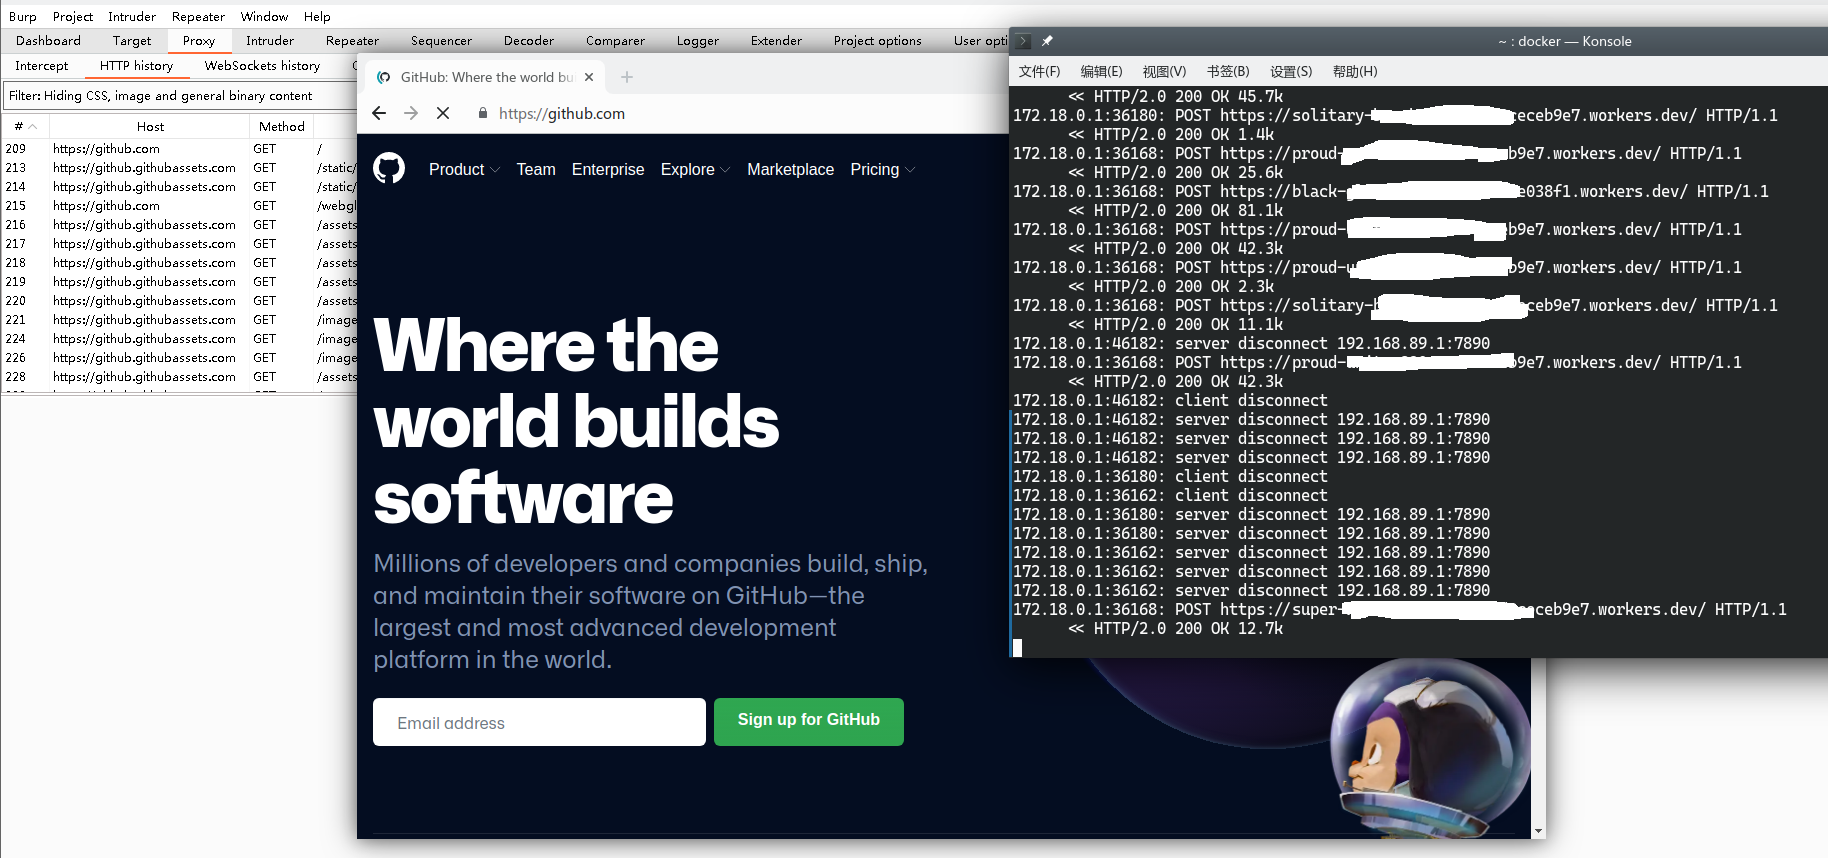 Burp Project Intruder Repeater Window Help
Dashboard Target Proxy Intruder Repeater Sequencer Decoder Comparer Logger Extender Project options User opti
Intercept HTTP history WebSockets history
Filter: Hiding CSS, image and general binary content
# Host Method
209 https://github.com GET /
213 https://github.githubassets.com GET /static/
214 https://github.githubassets.com GET /static/
215 https://github.com GET /webgl
216 https://github.githubassets.com GET /assets
217 https://github.githubassets.com GET /assets
218 https://github.githubassets.com GET /assets
219 https://github.githubassets.com GET /assets
220 https://github.githubassets.com GET /assets
221 https://github.githubassets.com GET /image
224 https://github.githubassets.com GET /image
226 https://github.githubassets.com GET /image
228 https://github.githubassets.com GET /assets
GitHub: Where the world bu
https://github.com
Product Team Enterprise Explore Marketplace Pricing
Where the
world builds
software
Millions of developers and companies build, ship,
and maintain their software on GitHub—the
largest and most advanced development
platform in the world.
Email address
Sign up for GitHub
~ : docker — Konsole
文件(F) 编辑(E) 视图(V) 书签(B) 设置(S) 帮助(H)
<< HTTP/2.0 200 OK 45.7k
172.18.0.1:36180: POST https://solitary- eceb9e7.workers.dev/ HTTP/1.1
<< HTTP/2.0 200 OK 1.4k
172.18.0.1:36168: POST https://proud- b9e7.workers.dev/ HTTP/1.1
<< HTTP/2.0 200 OK 25.6k
172.18.0.1:36168: POST https://black- e038f1.workers.dev/ HTTP/1.1
<< HTTP/2.0 200 OK 81.1k
172.18.0.1:36168: POST https://proud- b9e7.workers.dev/ HTTP/1.1
<< HTTP/2.0 200 OK 42.3k
172.18.0.1:36168: POST https://proud- b9e7.workers.dev/ HTTP/1.1
<< HTTP/2.0 200 OK 2.3k
172.18.0.1:36168: POST https://solitary- eceb9e7.workers.dev/ HTTP/1.1
<< HTTP/2.0 200 OK 11.1k
172.18.0.1:46182: server disconnect 192.168.89.1:7890
172.18.0.1:36168: POST https://proud- b9e7.workers.dev/ HTTP/1.1
<< HTTP/2.0 200 OK 42.3k
172.18.0.1:46182: client disconnect
172.18.0.1:46182: server disconnect 192.168.89.1:7890
172.18.0.1:46182: server disconnect 192.168.89.1:7890
172.18.0.1:46182: server disconnect 192.168.89.1:7890
172.18.0.1:36180: client disconnect
172.18.0.1:36162: client disconnect
172.18.0.1:36180: server disconnect 192.168.89.1:7890
172.18.0.1:36180: server disconnect 192.168.89.1:7890
172.18.0.1:36162: server disconnect 192.168.89.1:7890
172.18.0.1:36162: server disconnect 192.168.89.1:7890
172.18.0.1:36162: server disconnect 192.168.89.1:7890
172.18.0.1:36168: POST https://super- eceb9e7.workers.dev/ HTTP/1.1
<< HTTP/2.0 200 OK 12.7k